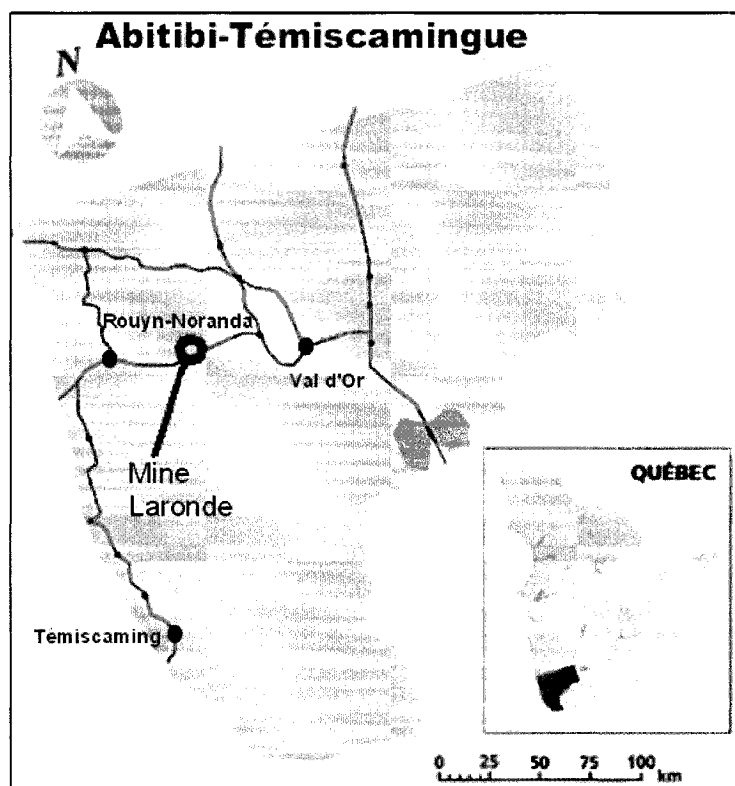 Abitibi-Témiscamingue
N
Rouyn-Noranda
Val d'Or
Mine
Laronde
QUÉBEC
Témiscaming
0 25 50 75 100
km